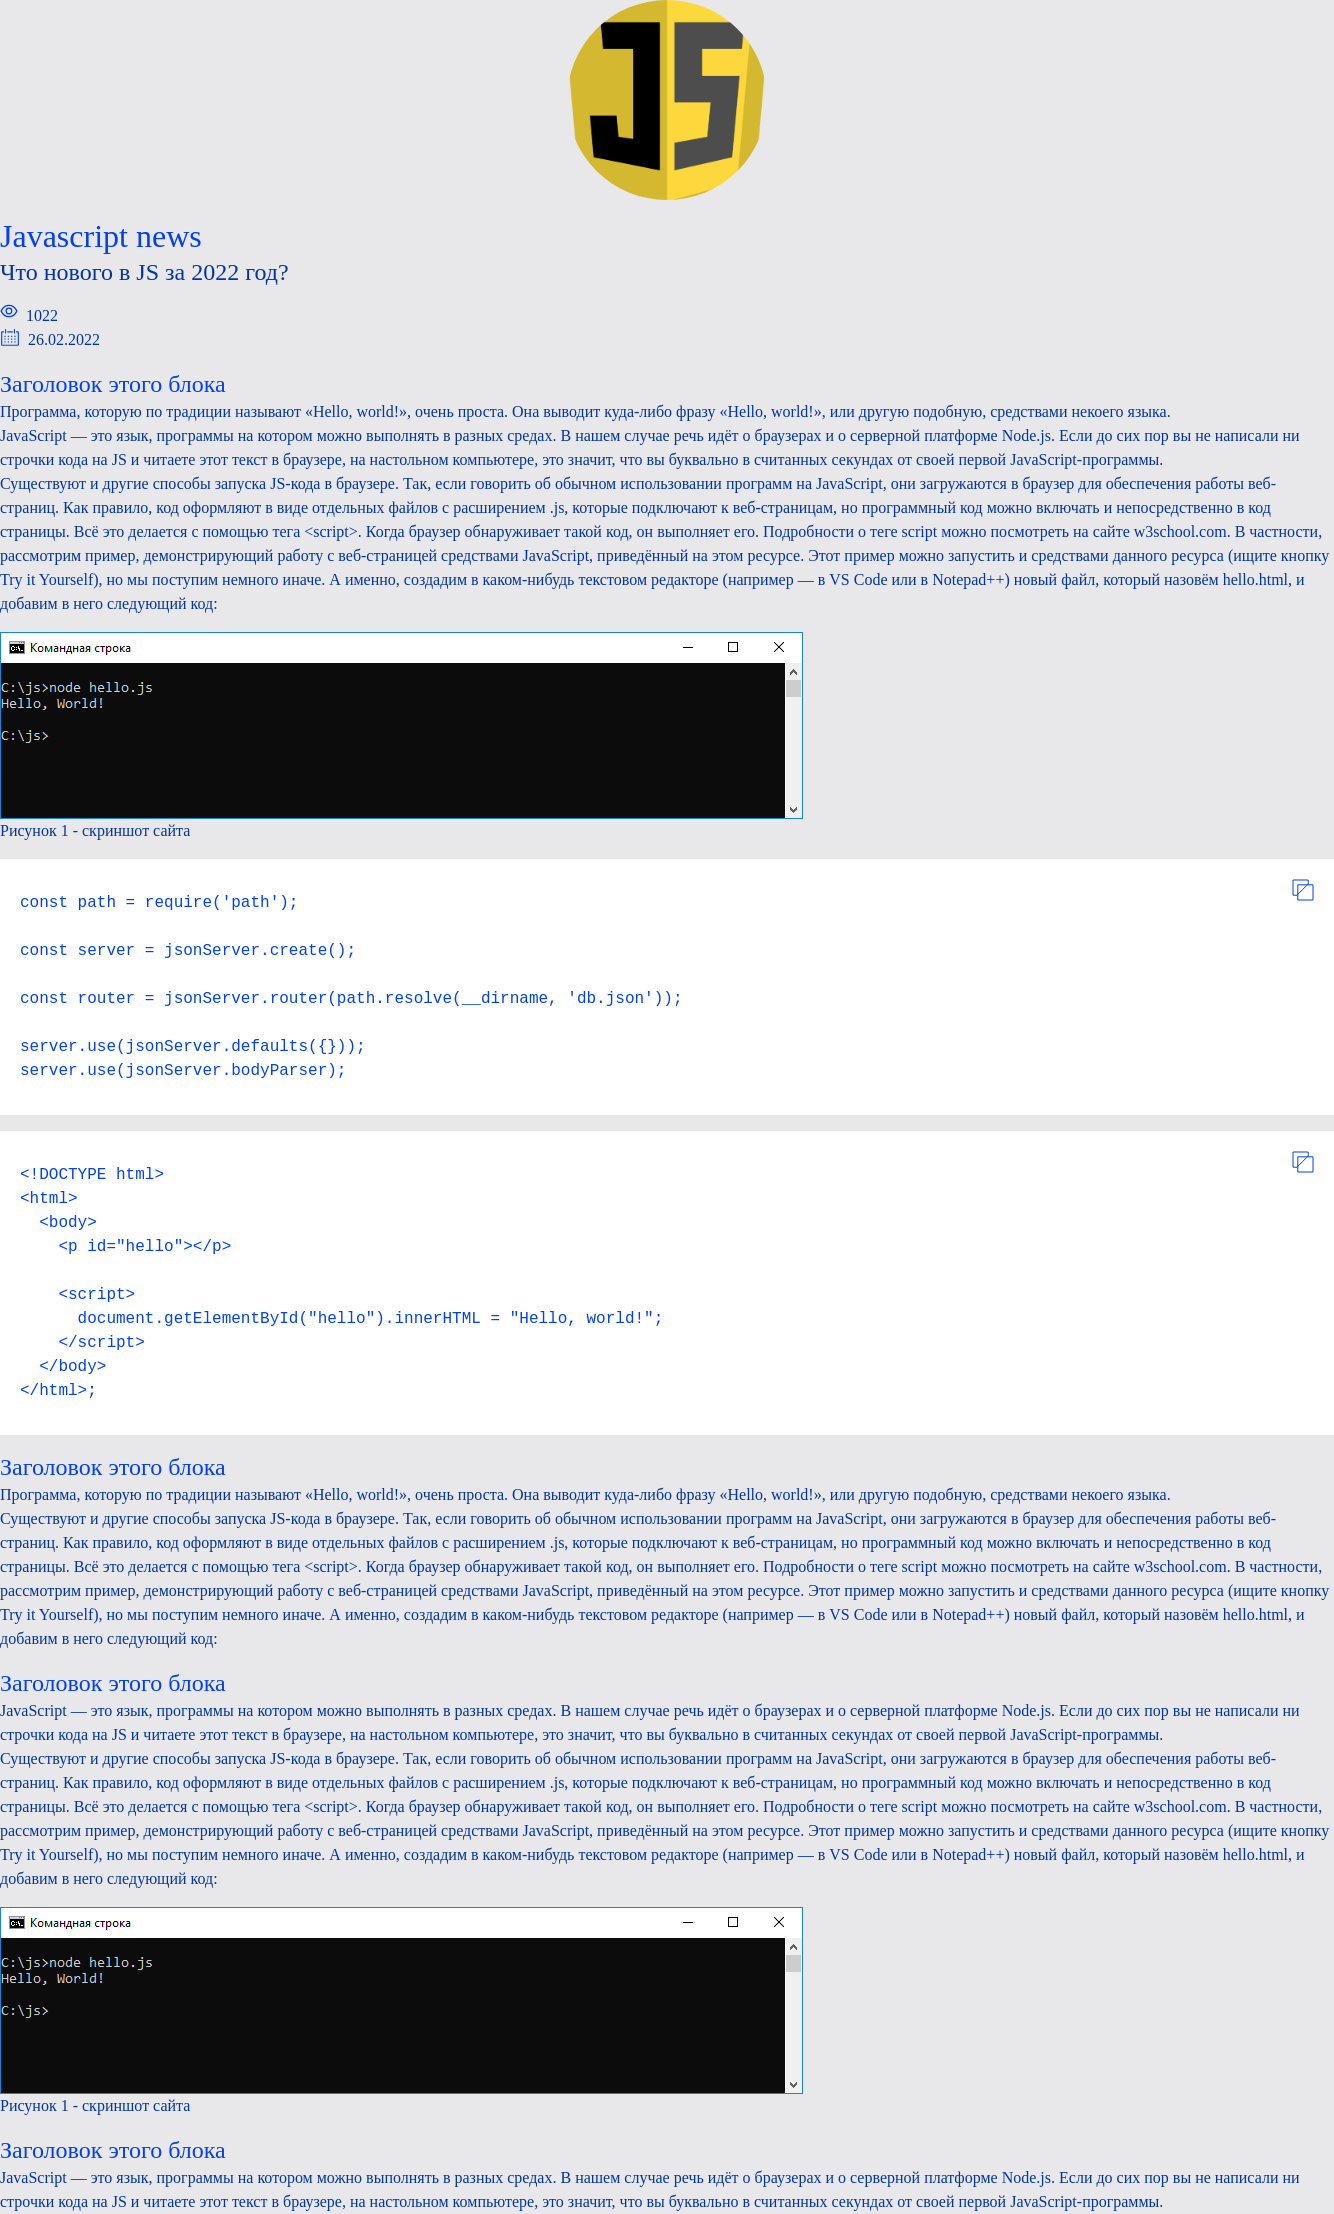 JS
Javascript news
Что нового в JS за 2022 год?
1022
26.02.2022
Заголовок этого блока
Программа, которую по традиции называют «Hello, world!», очень проста. Она выводит куда-либо фразу «Hello, world!», или другую подобную, средствами некоего языка.
JavaScript — это язык, программы на котором можно выполнять в разных средах. В нашем случае речь идёт о браузерах и о серверной платформе Node.js. Если до сих пор вы не написали ни
строчки кода на JS и читаете этот текст в браузере, на настольном компьютере, это значит, что вы буквально в считанных секундах от своей первой JavaScript-программы.
Существуют и другие способы запуска JS-кода в браузере. Так, если говорить об обычном использовании программ на JavaScript, они загружаются в браузер для обеспечения работы веб-
страниц. Как правило, код оформляют в виде отдельных файлов с расширением .js, которые подключают к веб-страницам, но программный код можно включать и непосредственно в код
страницы. Всё это делается с помощью тега <script>. Когда браузер обнаруживает такой код, он выполняет его. Подробности о теге script можно посмотреть на сайте w3school.com. В частности,
рассмотрим пример, демонстрирующий работу с веб-страницей средствами JavaScript, приведённый на этом ресурсе. Этот пример можно запустить и средствами данного ресурса (ищите кнопку
Try it Yourself), но мы поступим немного иначе. А именно, создадим в каком-нибудь текстовом редакторе (например — в VS Code или в Notepad++) новый файл, который назовём hello.html, и
добавим в него следующий код:
Командная строка
C:\js>node hello.js
Hello, World!
C:\js>
Рисунок 1 - скриншот сайта
const path = require('path');
const server = jsonServer.create();
const router = jsonServer.router(path.resolve(__dirname, 'db.json'));
server.use(jsonServer.defaults({}));
server.use(jsonServer.bodyParser);
<!DOCTYPE html>
<html>
<body>
<p id="hello"></p>
<script>
document.getElementById("hello").innerHTML = "Hello, world!";
</script>
</body>
</html>;
Заголовок этого блока
Программа, которую по традиции называют «Hello, world!», очень проста. Она выводит куда-либо фразу «Hello, world!», или другую подобную, средствами некоего языка.
Существуют и другие способы запуска JS-кода в браузере. Так, если говорить об обычном использовании программ на JavaScript, они загружаются в браузер для обеспечения работы веб-
страниц. Как правило, код оформляют в виде отдельных файлов с расширением .js, которые подключают к веб-страницам, но программный код можно включать и непосредственно в код
страницы. Всё это делается с помощью тега <script>. Когда браузер обнаруживает такой код, он выполняет его. Подробности о теге script можно посмотреть на сайте w3school.com. В частности,
рассмотрим пример, демонстрирующий работу с веб-страницей средствами JavaScript, приведённый на этом ресурсе. Этот пример можно запустить и средствами данного ресурса (ищите кнопку
Try it Yourself), но мы поступим немного иначе. А именно, создадим в каком-нибудь текстовом редакторе (например — в VS Code или в Notepad++) новый файл, который назовём hello.html, и
добавим в него следующий код:
Заголовок этого блока
JavaScript — это язык, программы на котором можно выполнять в разных средах. В нашем случае речь идёт о браузерах и о серверной платформе Node.js. Если до сих пор вы не написали ни
строчки кода на JS и читаете этот текст в браузере, на настольном компьютере, это значит, что вы буквально в считанных секундах от своей первой JavaScript-программы.
Существуют и другие способы запуска JS-кода в браузере. Так, если говорить об обычном использовании программ на JavaScript, они загружаются в браузер для обеспечения работы веб-
страниц. Как правило, код оформляют в виде отдельных файлов с расширением .js, которые подключают к веб-страницам, но программный код можно включать и непосредственно в код
страницы. Всё это делается с помощью тега <script>. Когда браузер обнаруживает такой код, он выполняет его. Подробности о теге script можно посмотреть на сайте w3school.com. В частности,
рассмотрим пример, демонстрирующий работу с веб-страницей средствами JavaScript, приведённый на этом ресурсе. Этот пример можно запустить и средствами данного ресурса (ищите кнопку
Try it Yourself), но мы поступим немного иначе. А именно, создадим в каком-нибудь текстовом редакторе (например — в VS Code или в Notepad++) новый файл, который назовём hello.html, и
добавим в него следующий код:
Командная строка
C:\js>node hello.js
Hello, World!
C:\js>
Рисунок 1 - скриншот сайта
Заголовок этого блока
JavaScript — это язык, программы на котором можно выполнять в разных средах. В нашем случае речь идёт о браузерах и о серверной платформе Node.js. Если до сих пор вы не написали ни
строчки кода на JS и читаете этот текст в браузере, на настольном компьютере, это значит, что вы буквально в считанных секундах от своей первой JavaScript-программы.